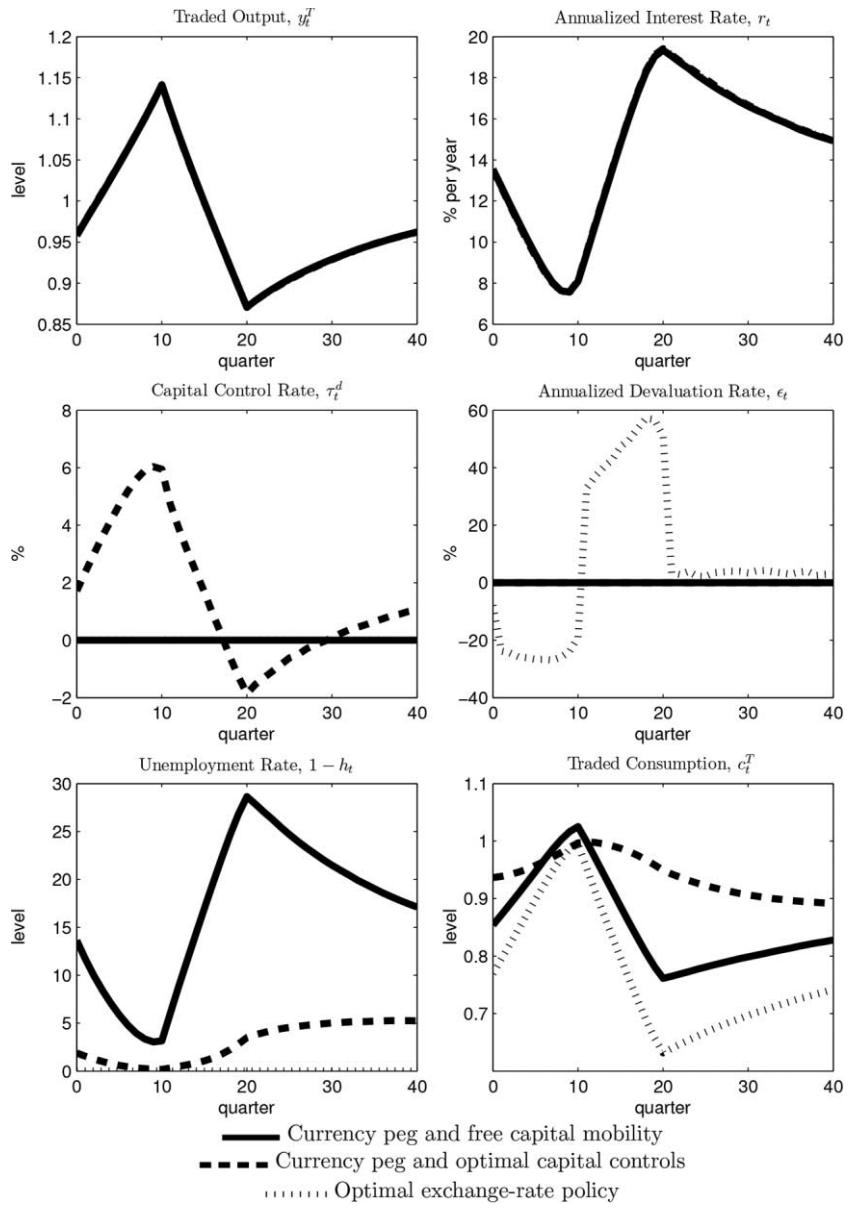 Traded Output, y_t^T
1.2
1.15
1.1
1.05
1
0.95
0.9
0.85
level
0 10 20 30 40
quarter
Annualized Interest Rate, r_t
20
18
16
14
12
10
8
6
% per year
0 10 20 30 40
quarter
Capital Control Rate, τ_t^d
8
6
4
2
0
−2
%
0 10 20 30 40
quarter
Annualized Devaluation Rate, ϵ_t
60
40
20
0
−20
−40
%
0 10 20 30 40
quarter
Unemployment Rate, 1 − h_t
30
25
20
15
10
5
0
level
0 10 20 30 40
quarter
Traded Consumption, c_t^T
1.1
1
0.9
0.8
0.7
level
0 10 20 30 40
quarter
Currency peg and free capital mobility
Currency peg and optimal capital controls
Optimal exchange-rate policy